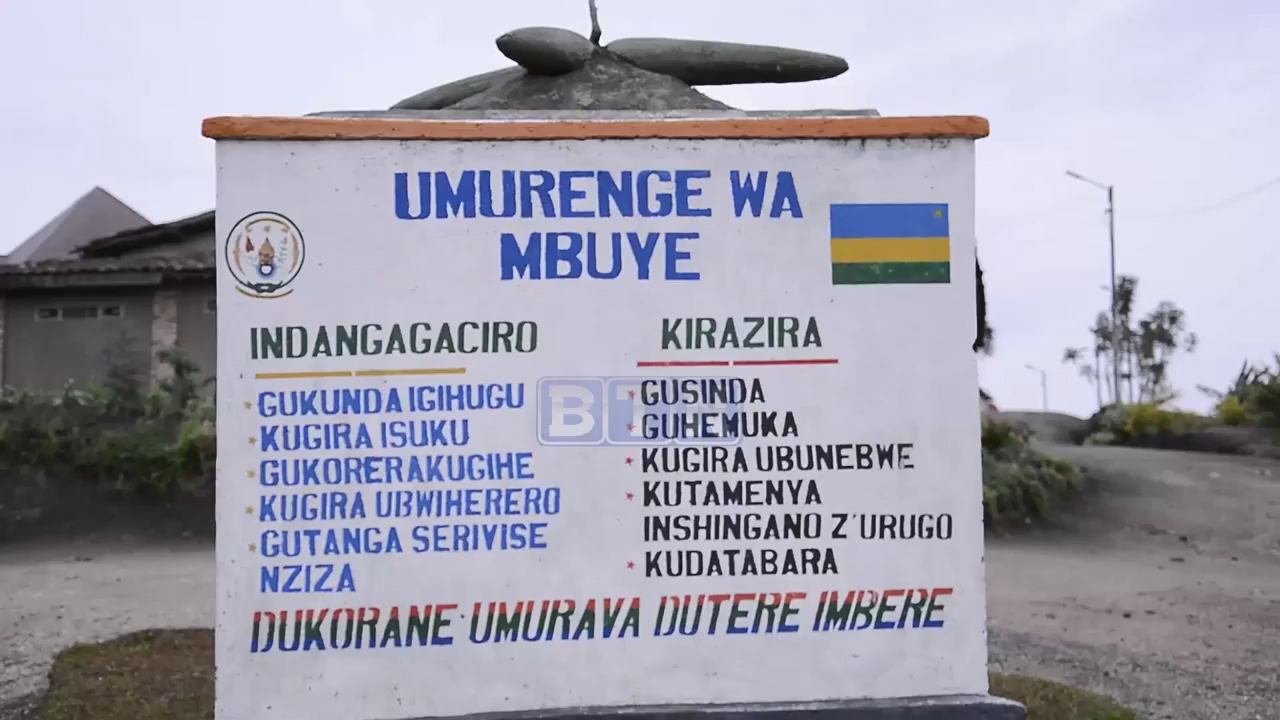 UMURENGE WA
MBUYE
INDANGAGACIRO
GUKUNDA IGIHUGU
KUGIRA ISUKU
GUKORERAKUGIHE
KUGIRA UBWIHERERO
GUTANGA SERIVISE
NZIZA
KIRAZIRA
GUSINDA
GUHEMUKA
KUGIRA UBUNEBWE
KUTAMENYA
INSHINGANO Z'URUGO
KUDATABARA
DUKORANE UMURAVA DUTERE IMBERE